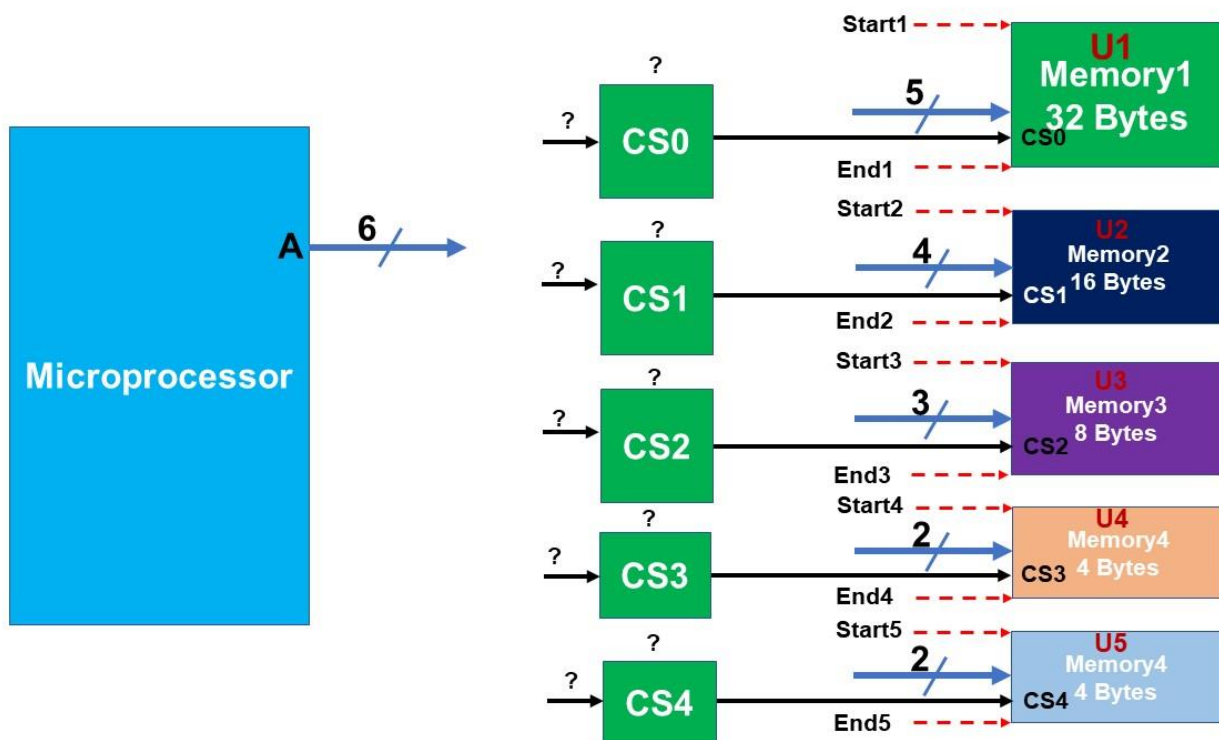 Microprocessor
A
6
?
?
CS0
Start1
5
End1
U1
Memory1
32 Bytes
CS0
?
?
CS1
Start2
4
End2
U2
Memory2
16 Bytes
CS1
?
?
CS2
Start3
3
End3
U3
Memory3
8 Bytes
CS2
?
?
CS3
Start4
2
End4
U4
Memory4
4 Bytes
CS3
?
?
CS4
Start5
2
End5
U5
Memory4
4 Bytes
CS4